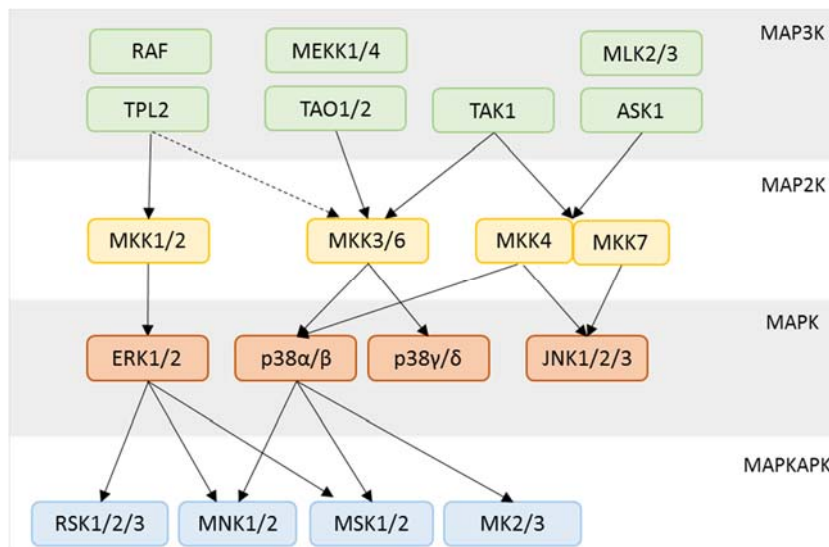 MAP3K
RAF
MEKK1/4
MLK2/3
TPL2
TAO1/2
TAK1
ASK1
MAP2K
MKK1/2
MKK3/6
MKK4
MKK7
MAPK
ERK1/2
p38α/β
p38γ/δ
JNK1/2/3
MAPKAPK
RSK1/2/3
MNK1/2
MSK1/2
MK2/3